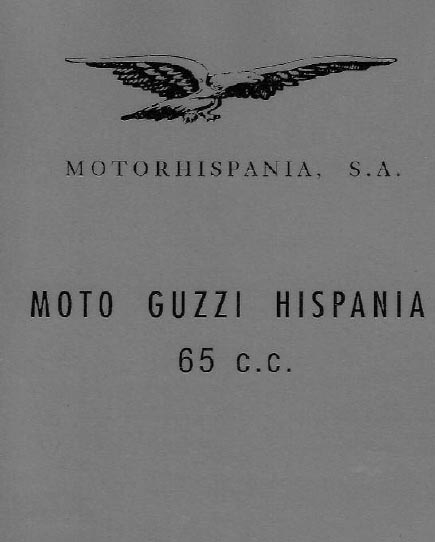 MOTORHISPANIA, S.A.
MOTO GUZZI HISPANIA
65 c.c.